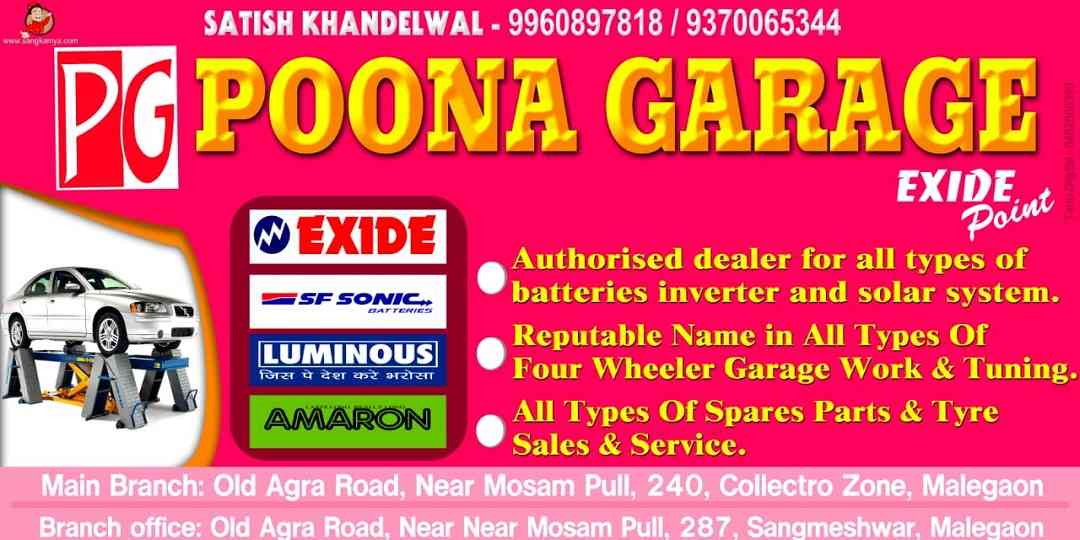 SATISH KHANDELWAL - 9960897818 / 9370065344
www.sangkamya.com
PG POONA GARAGE
EXIDE
Point
EXIDE
SF SONIC
BATTERIES
LUMINOUS
जिस पे देश करे भरोसा
AMARON
Authorised dealer for all types of
batteries inverter and solar system.
Reputable Name in All Types Of
Four Wheeler Garage Work & Tuning.
All Types Of Spares Parts & Tyre
Sales & Service.
Main Branch: Old Agra Road, Near Mosam Pull, 240, Collectro Zone, Malegaon
Branch office: Old Agra Road, Near Near Mosam Pull, 287, Sangmeshwar, Malegaon